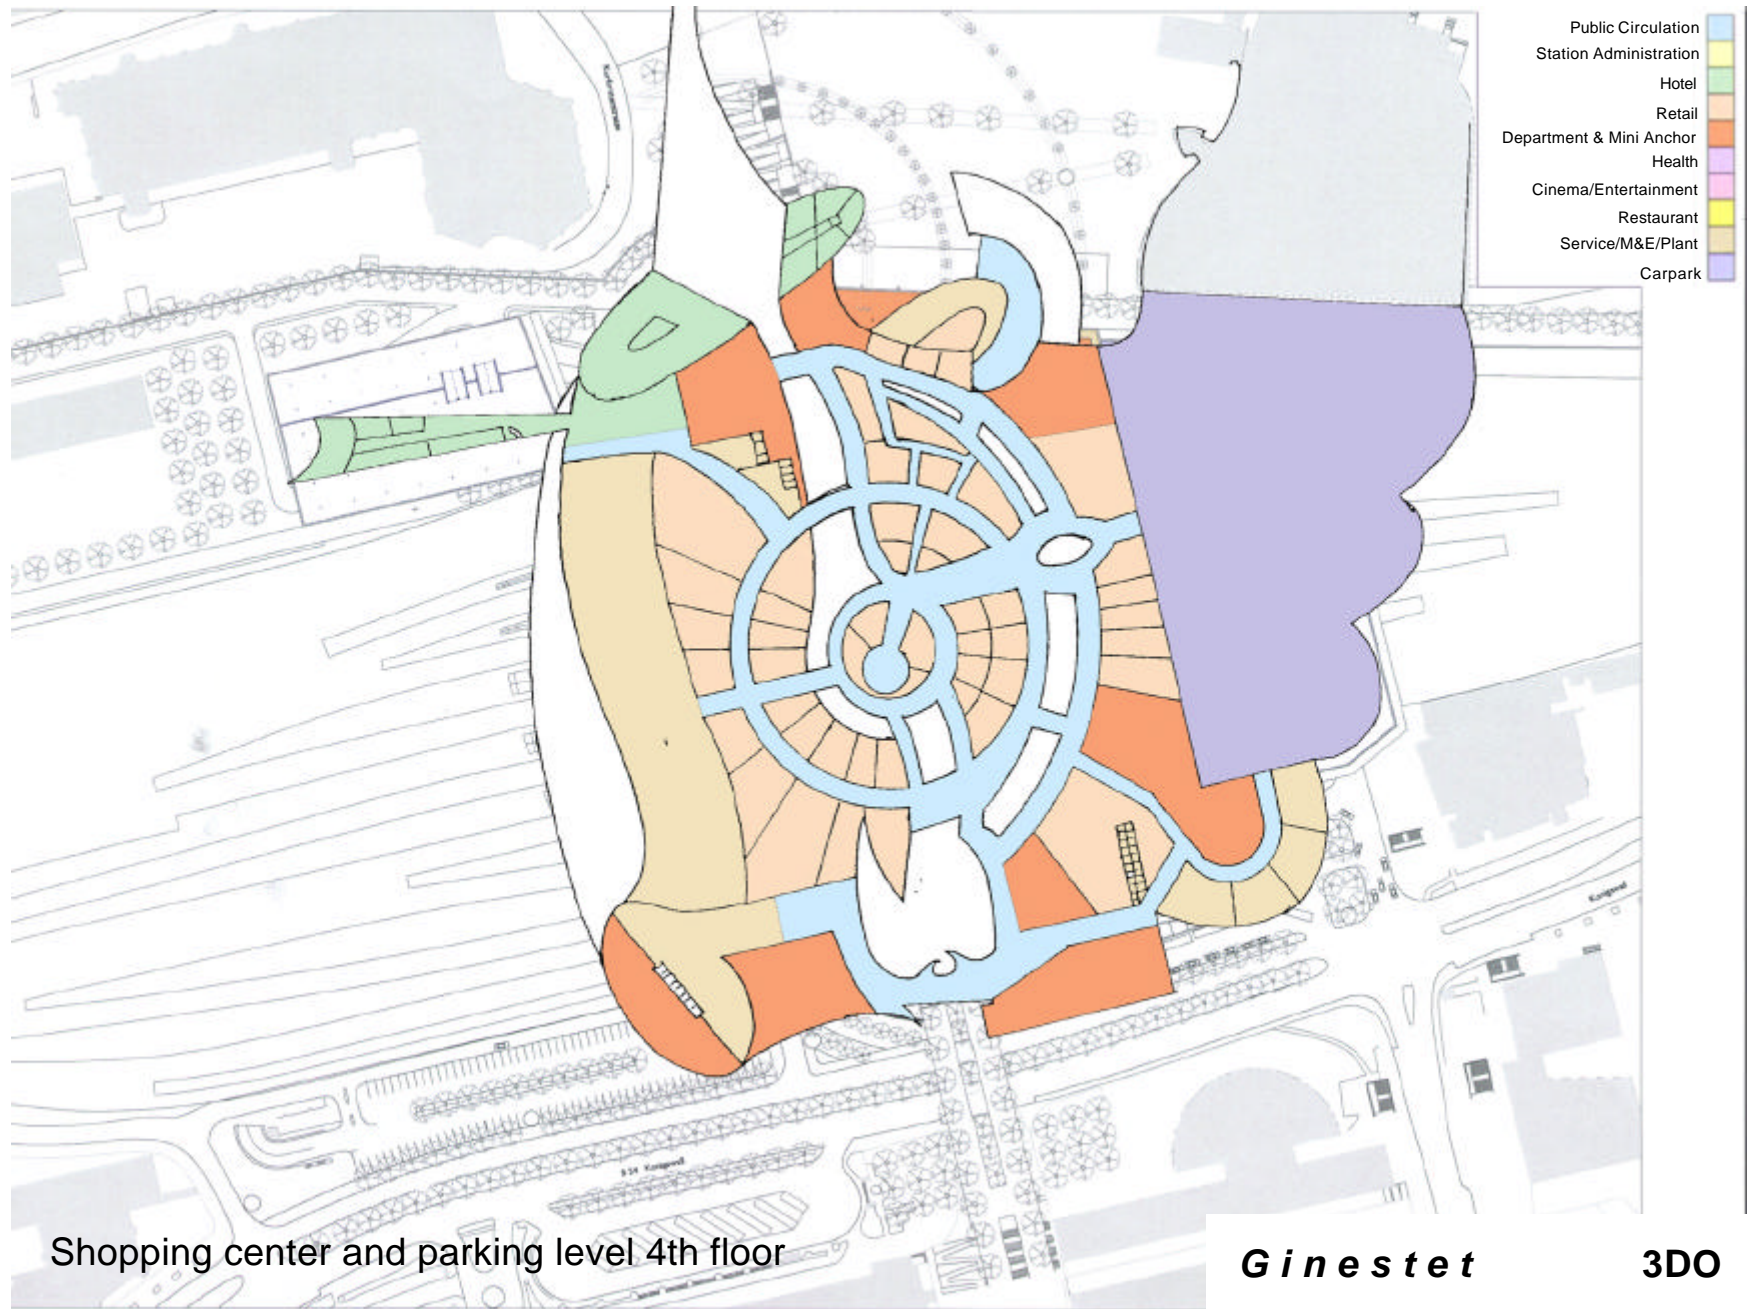 Public Circulation
Station Administration
Hotel
Retail
Department & Mini Anchor
Health
Cinema/Entertainment
Restaurant
Service/M&E/Plant
Carpark
Shopping center and parking level 4th floor
Ginestet
3DO